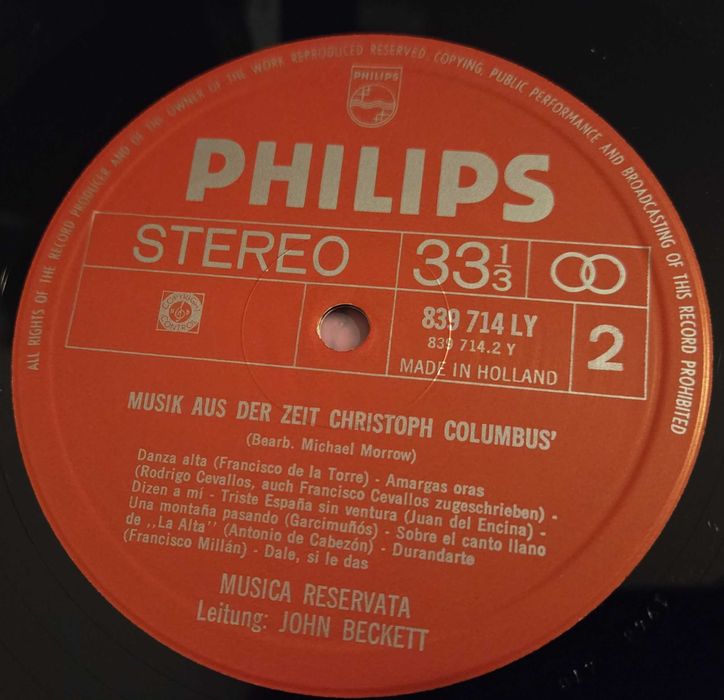 ALL RIGHTS OF THE RECORD PRODUCER AND OF THE OWNER OF THE WORK REPRODUCED RESERVED. COPYING, PUBLIC PERFORMANCE AND BROADCASTING OF THIS RECORD PROHIBITED
PHILIPS
PHILIPS
STEREO 33 1/3
COPYRIGHT CONTROL
839 714 LY
839 714.2 Y
MADE IN HOLLAND
2
MUSIK AUS DER ZEIT CHRISTOPH COLUMBUS'
(Bearb. Michael Morrow)
Danza alta (Francisco de la Torre) - Amargas oras
(Rodrigo Cevallos, auch Francisco Cevallos zugeschrieben) -
Dizen a mí - Triste España sin ventura (Juan del Encina) -
Una montaña pasando (Garcimuñós) - Sobre el canto llano
de ,,La Alta'' (Antonio de Cabezón) - Durandarte
(Francisco Millán) - Dale, si le das
MUSICA RESERVATA
Leitung: JOHN BECKETT